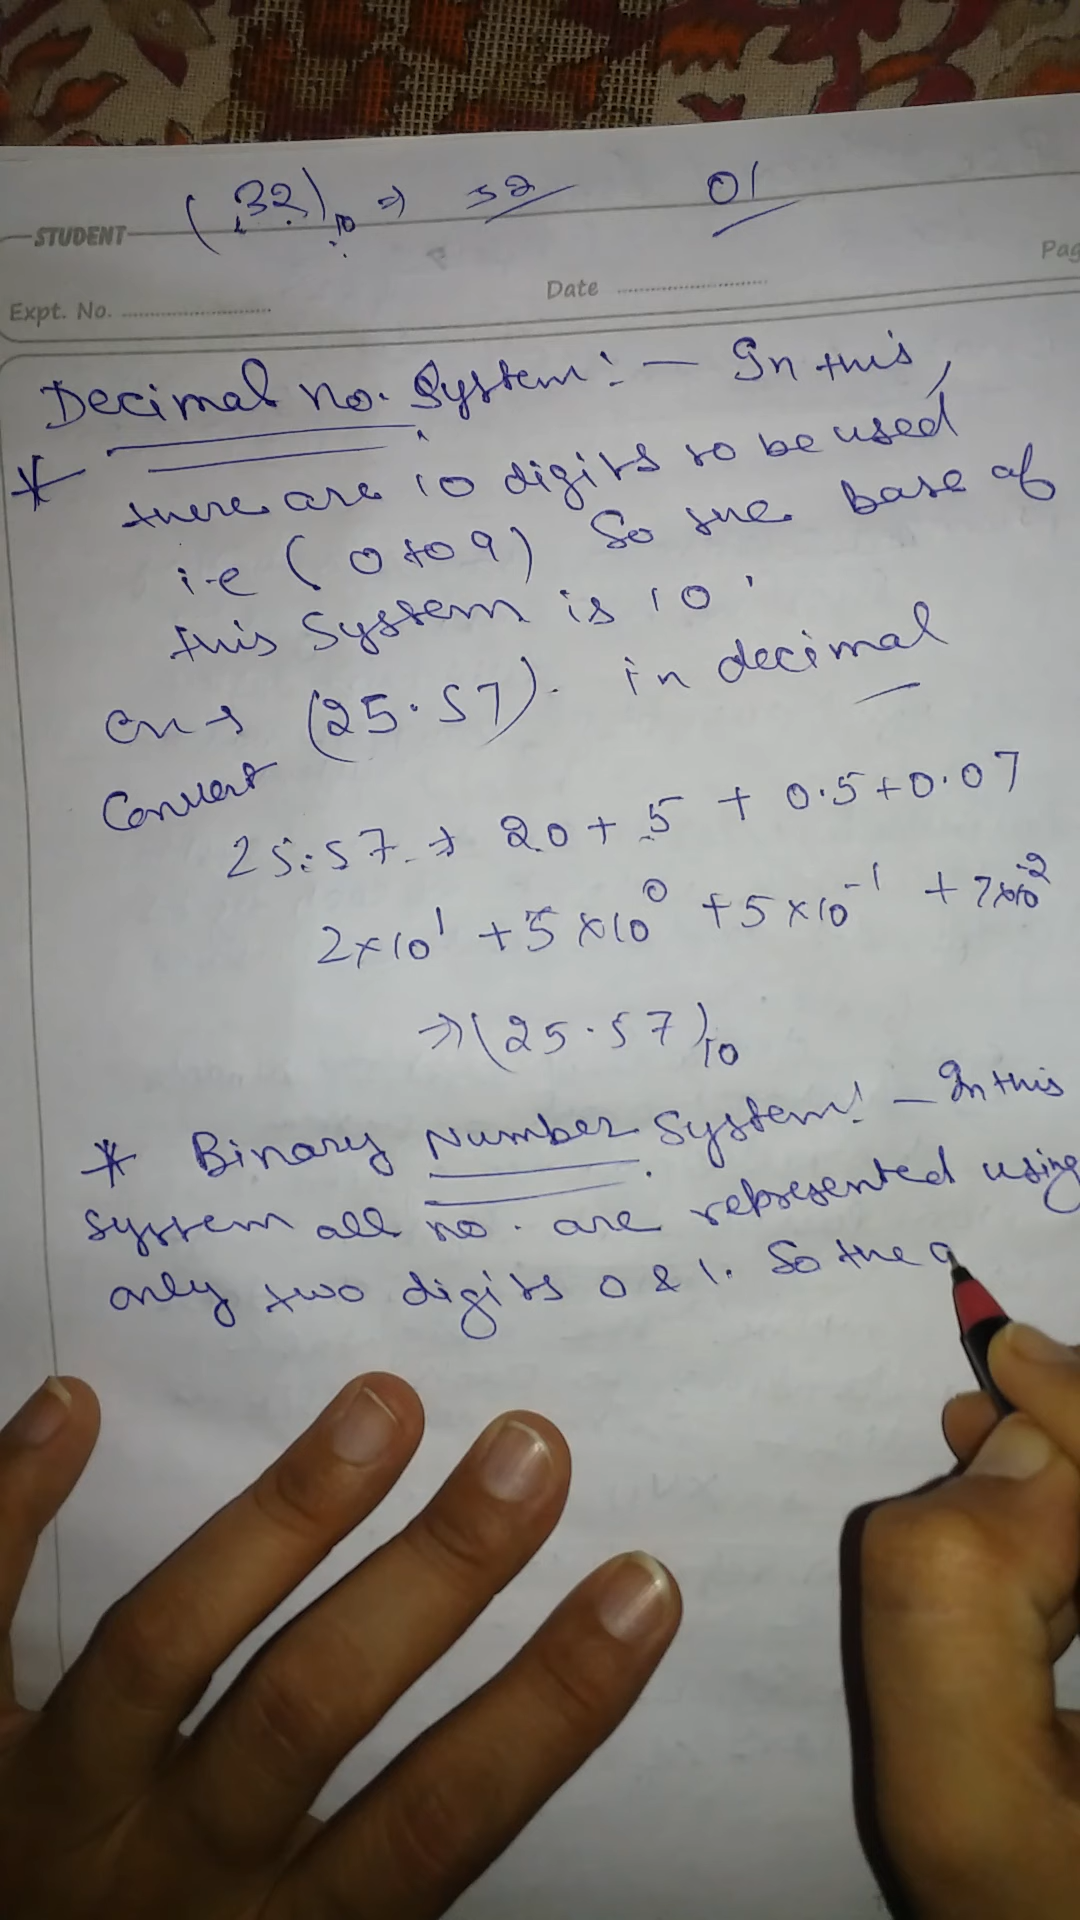 (32)10 ⇒ 32 01
STUDENT
Pag
Date
Expt. No.
Decimal no. System:- In this,
* there are 10 digits to be used
i.e (0 to 9) So the base of
this System is 10.
(25.57). in decimal
Convert
25.57 ⇒ 20 + 5 + 0.5 + 0.07
2×10¹ + 5×10⁰ + 5×10⁻¹ + 7×10⁻²
⇒ (25.57)10
* Binary Number System:- In this
system all no. are represented using
only two digits 0 & 1. So the